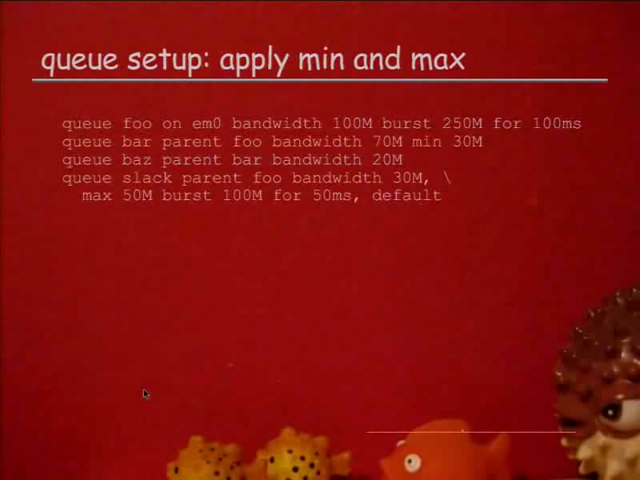 queue setup: apply min and max
queue foo on em0 bandwidth 100M burst 250M for 100ms
queue bar parent foo bandwidth 70M min 30M
queue baz parent bar bandwidth 20M
queue slack parent foo bandwidth 30M, \
max 50M burst 100M for 50ms, default